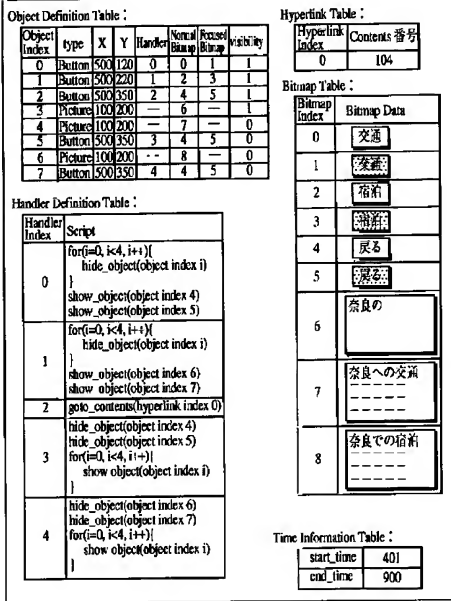 Object Definition Table：
Object Index type X Y Handler Normal Bitmap Focused Bitmap visibility
0 Button 500 120 0 0 1 1
1 Button 500 220 1 2 3 1
2 Button 500 350 2 4 5 1
3 Picture 100 200 — 6 — 1
4 Picture 100 200 — 7 — 0
5 Button 500 350 3 4 5 0
6 Picture 100 200 -- 8 — 0
7 Button 500 350 4 4 5 0
Handler Definition Table：
Handler Index Script
0
for(i=0, i<4, i++){
hide_object(object index i)
}
show_object(object index 4)
show_object(object index 5)
1
for(i=0, i<4, i++){
hide_object(object index i)
}
show_object(object index 6)
show_object(object index 7)
2 goto_contents(hyperlink index 0)
3
hide_object(object index 4)
hide_object(object index 5)
for(i=0, i<4, i++){
show object(object index i)
}
4
hide_object(object index 6)
hide_object(object index 7)
for(i=0, i<4, i++){
show object(object index i)
}
Hyperlink Table：
Hyperlink Index Contents 番号
0 104
Bitmap Table：
Bitmap Index Bitmap Data
0 交通
1 交通
2 宿泊
3 宿泊
4 戻る
5 戻る
6 奈良の
7 奈良への交通
8 奈良での宿泊
Time Information Table：
start_time 401
end_time 900